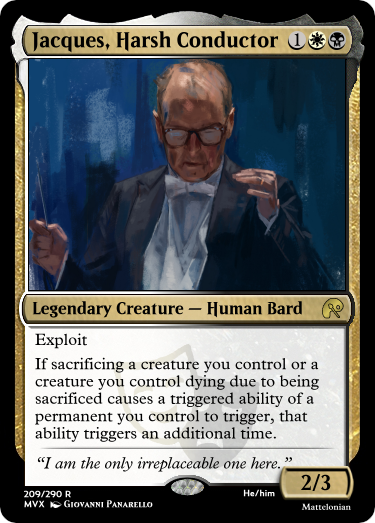 Jacques, Harsh Conductor 1
Legendary Creature — Human Bard
Exploit
If sacrificing a creature you control or a
creature you control dying due to being
sacrificed causes a triggered ability of a
permanent you control to trigger, that
ability triggers an additional time.
“I am the only irreplaceable one here.”
2/3
209/290 R He/him
MVX Giovanni Panarello Mattelonian